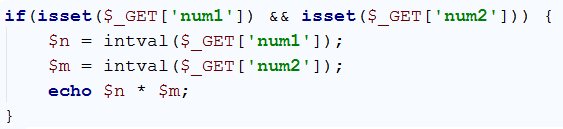 if(isset($_GET['num1']) && isset($_GET['num2'])) {
    $n = intval($_GET['num1']);
    $m = intval($_GET['num2']);
    echo $n * $m;
}